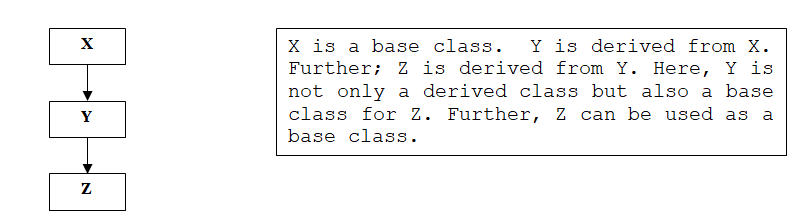 X
X is a base class. Y is derived from X.
Further; Z is derived from Y. Here, Y is
not only a derived class but also a base
class for Z. Further, Z can be used as a
base class.
Y
Z